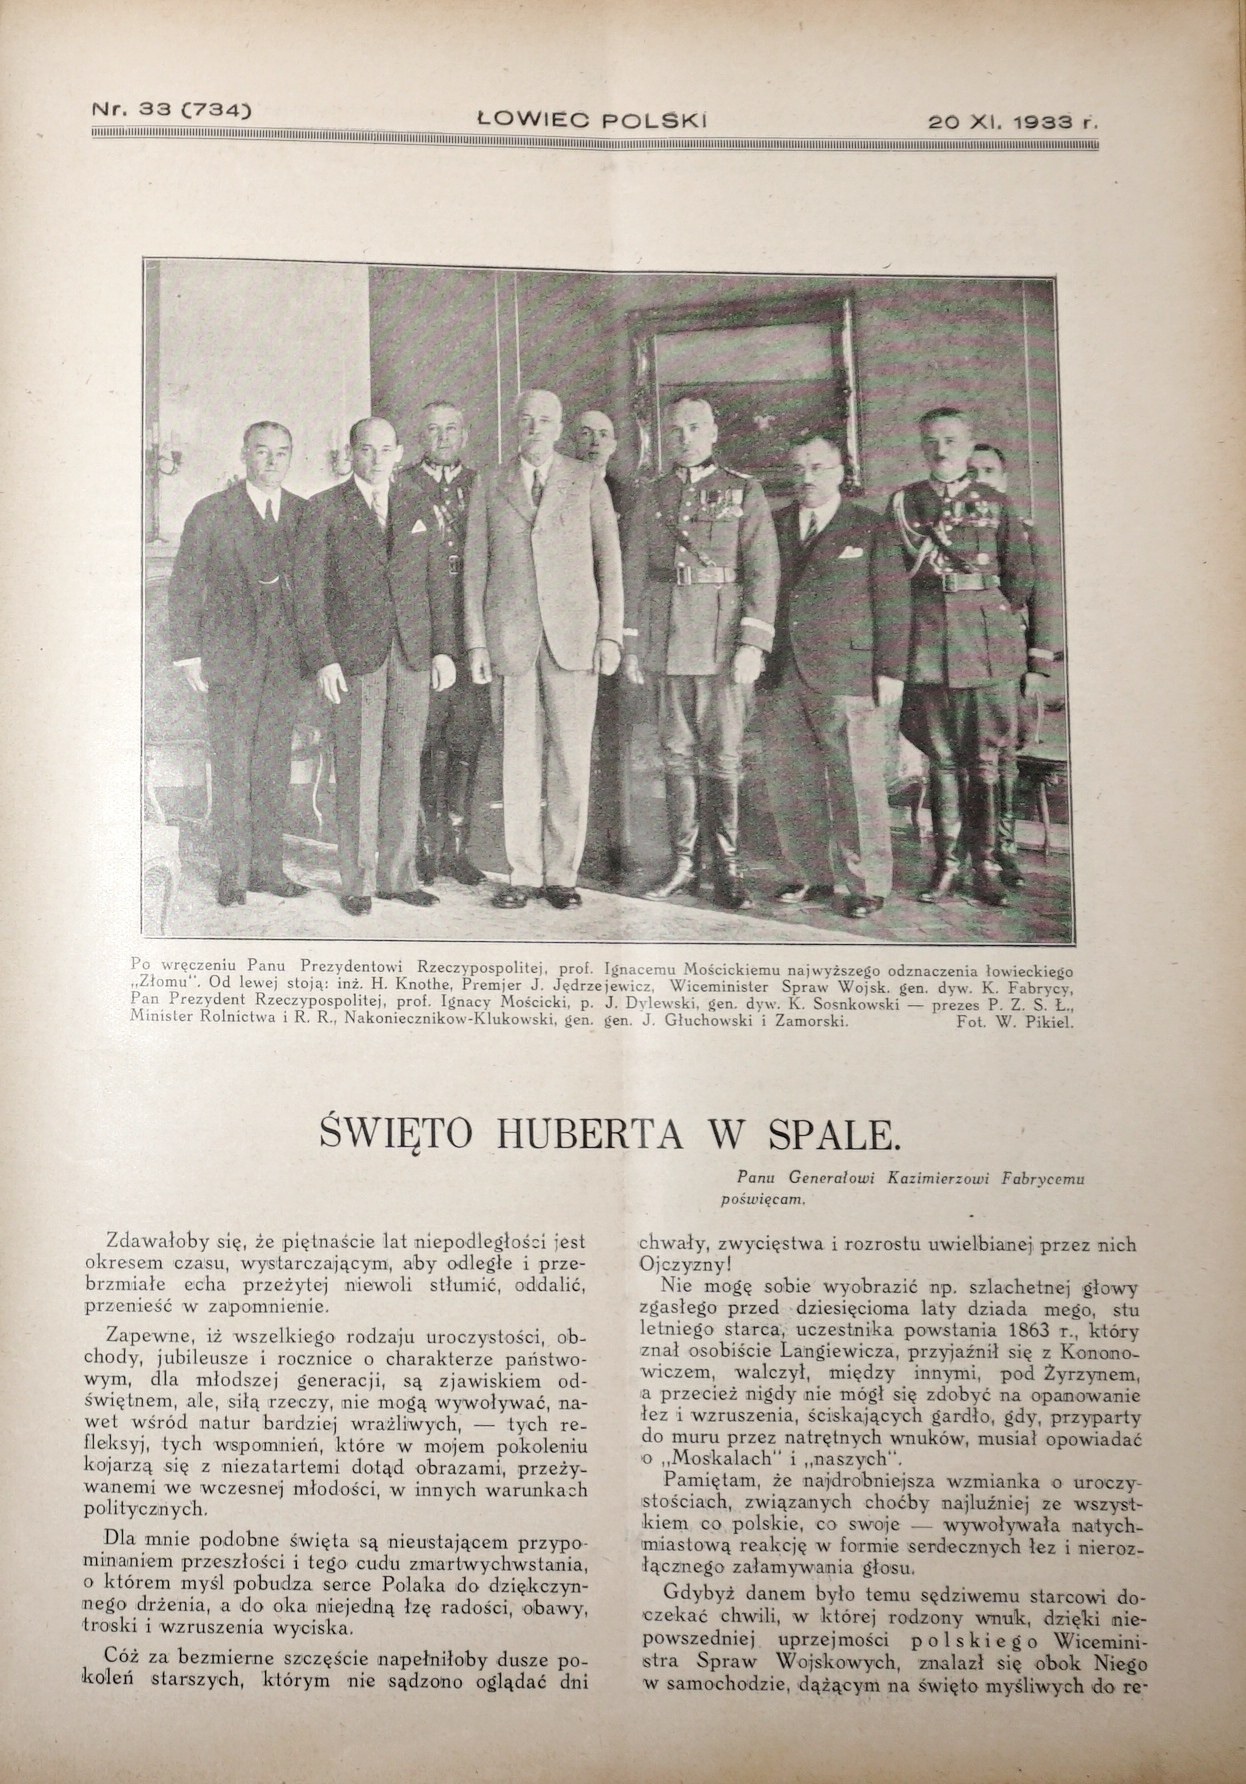 Nr. 33 (734)
ŁOWIEC POLSKI
20 XI. 1933 r.
Po wręczeniu Panu Prezydentowi Rzeczypospolitej, prof. Ignacemu Mościckiemu najwyższego odznaczenia łowieckiego
„Złomu". Od lewej stoją: inż. H. Knothe, Premjer J. Jędrzejewicz, Wiceminister Spraw Wojsk. gen. dyw. K. Fabrycy,
Pan Prezydent Rzeczypospolitej, prof. Ignacy Mościcki, p. J. Dylewski, gen. dyw. K. Sosnkowski — prezes P. Z. S. Ł.,
Minister Rolnictwa i R. R., Nakoniecznikow-Klukowski, gen. gen. J. Głuchowski i Zamorski. Fot. W. Pikiel.
ŚWIĘTO HUBERTA W SPALE.
Panu Generałowi Kazimierzowi Fabrycemu
poświęcam.
Zdawałoby się, że piętnaście lat niepodległości jest
okresem czasu, wystarczającym, aby odległe i prze-
brzmiałe echa przeżytej niewoli stłumić, oddalić,
przenieść w zapomnienie.
Zapewne, iż wszelkiego rodzaju uroczystości, ob-
chody, jubileusze i rocznice o charakterze państwo-
wym, dla młodszej generacji, są zjawiskiem od-
świętnem, ale, siłą rzeczy, nie mogą wywoływać, na-
wet wśród natur bardziej wrażliwych, — tych re-
fleksyj, tych wspomnień, które w mojem pokoleniu
kojarzą się z niezatartemi dotąd obrazami, przeży-
wanemi we wczesnej młodości, w innych warunkach
politycznych.
Dla mnie podobne święta są nieustającem przypo-
minaniem przeszłości i tego cudu zmartwychwstania,
o którem myśl pobudza serce Polaka do dziękczyn-
nego drżenia, a do oka niejedną łzę radości, obawy,
troski i wzruszenia wyciska.
Cóż za bezmierne szczęście napełniłoby dusze po-
koleń starszych, którym nie sądzono oglądać dni
chwały, zwycięstwa i rozrostu uwielbianej przez nich
Ojczyzny!
Nie mogę sobie wyobrazić np. szlachetnej głowy
zgasłego przed dziesięcioma laty dziada mego, stu
letniego starca, uczestnika powstania 1863 r., który
znał osobiście Langiewicza, przyjaźnił się z Konono-
wiczem, walczył, między innymi, pod Żyrzynem,
a przecież nigdy nie mógł się zdobyć na opanowanie
łez i wzruszenia, ściskających gardło, gdy, przyparty
do muru przez natrętnych wnuków, musiał opowiadać
o „Moskalach" i „naszych".
Pamiętam, że najdrobniejsza wzmianka o uroczy-
stościach, związanych choćby najluźniej ze wszyst-
kiem co polskie, co swoje — wywoływała natych-
miastową reakcję w formie serdecznych łez i nieroz-
łącznego załamywania głosu.
Gdybyż danem było temu sędziwemu starcowi do-
czekać chwili, w której rodzony wnuk, dzięki nie-
powszedniej uprzejmości polskiego Wicemini-
stra Spraw Wojskowych, znalazł się obok Niego
w samochodzie, dążącym na święto myśliwych do re-